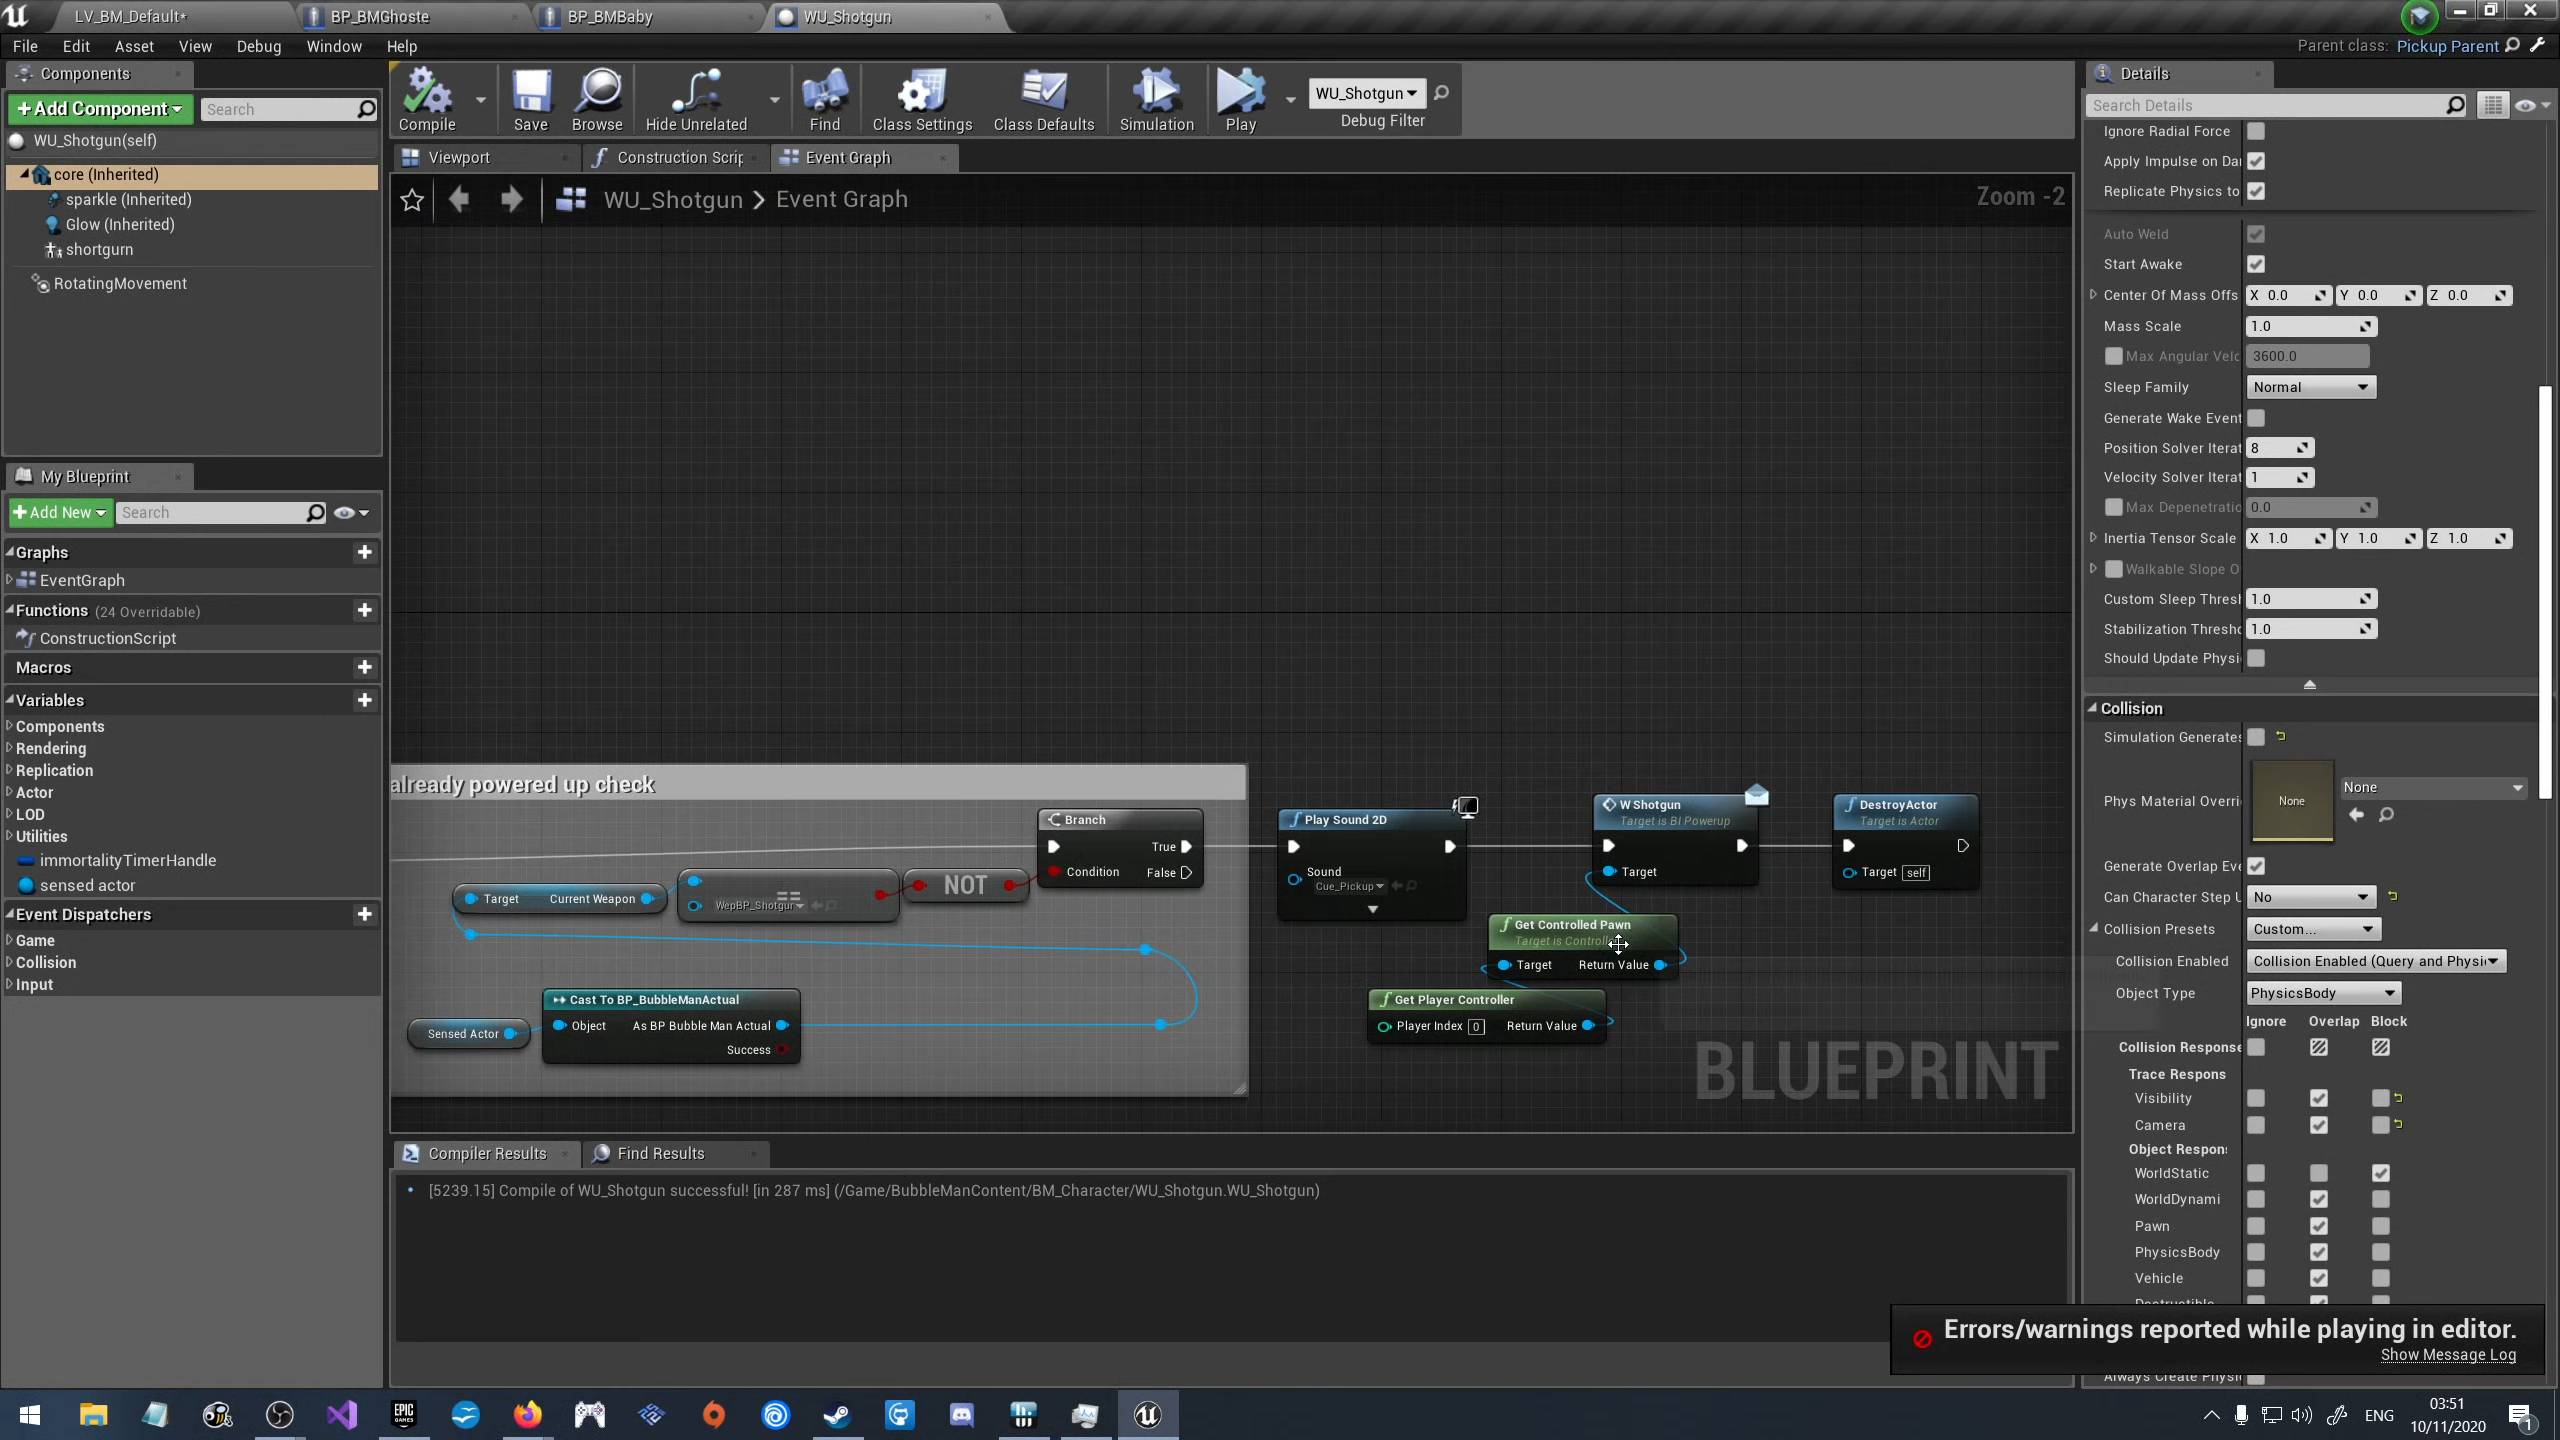 LV_BM_Default*
BP_BMGhoste
BP_BMBaby
WU_Shotgun
File Edit Asset View Debug Window Help
Parent class: Pickup Parent
Components
+Add Component
Search
WU_Shotgun(self)
core (Inherited)
sparkle (Inherited)
Glow (Inherited)
shortgurn
RotatingMovement
My Blueprint
+Add New
Search
Graphs
EventGraph
Functions (24 Overridable)
ConstructionScript
Macros
Variables
Components
Rendering
Replication
Actor
LOD
Utilities
immortalityTimerHandle
sensed actor
Event Dispatchers
Game
Collision
Input
Compile
Save
Browse
Hide Unrelated
Find
Class Settings
Class Defaults
Simulation
Play
WU_Shotgun
Debug Filter
Viewport
Construction Scrip
Event Graph
WU_Shotgun > Event Graph
Zoom -2
already powered up check
Branch
True
Condition False
Target Current Weapon
==
WepBP_Shotgun
NOT
Sensed Actor
Cast To BP_BubbleManActual
Object As BP Bubble Man Actual
Success
Play Sound 2D
Sound
Cue_Pickup
W Shotgun
Target is BI Powerup
Target
DestroyActor
Target is Actor
Target self
Get Controlled Pawn
Target is Controll
Target Return Value
Get Player Controller
Player Index 0 Return Value
BLUEPRINT
Compiler Results
Find Results
[5239.15] Compile of WU_Shotgun successful! [in 287 ms] (/Game/BubbleManContent/BM_Character/WU_Shotgun.WU_Shotgun)
Details
Search Details
Ignore Radial Force
Apply Impulse on Dar
Replicate Physics to
Auto Weld
Start Awake
Center Of Mass Offs X 0.0 Y 0.0 Z 0.0
Mass Scale 1.0
Max Angular Velc 3600.0
Sleep Family Normal
Generate Wake Event
Position Solver Iterat 8
Velocity Solver Iterat 1
Max Depenetratio 0.0
Inertia Tensor Scale X 1.0 Y 1.0 Z 1.0
Walkable Slope O
Custom Sleep Thresh 1.0
Stabilization Thresho 1.0
Should Update Physi
Collision
Simulation Generates
Phys Material Overri None None
Generate Overlap Eve
Can Character Step U No
Collision Presets Custom...
Collision Enabled Collision Enabled (Query and Physi
Object Type PhysicsBody
Ignore Overlap Block
Collision Response
Trace Respons
Visibility
Camera
Object Respon
WorldStatic
WorldDynami
Pawn
PhysicsBody
Vehicle
Errors/warnings reported while playing in editor.
Show Message Log
EPIC GAMES
ENG
03:51
10/11/2020
1